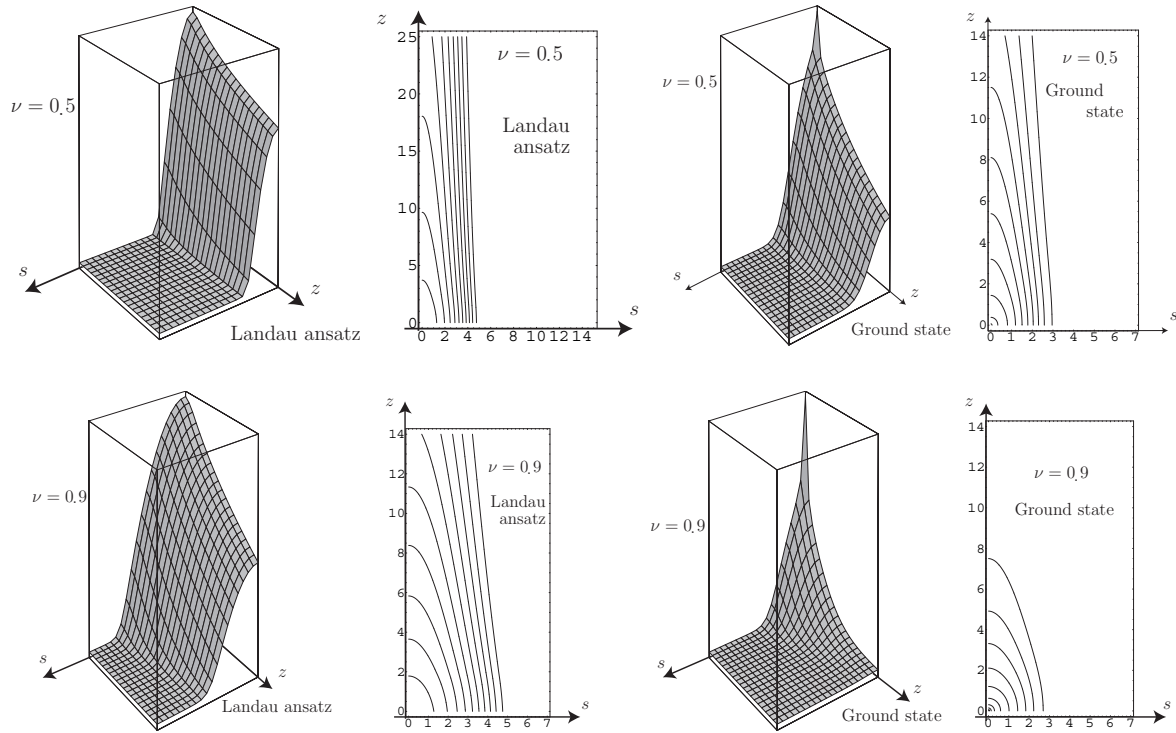 z
25
ν = 0.5
Landau
ansatz
20
15
10
5
0
0 2 4 6 8 10 12 14
s
ν = 0.5
s
z
Landau ansatz
z
14
ν = 0.5
Ground
state
12
10
8
6
4
2
0
0 1 2 3 4 5 6 7
s
ν = 0.5
s
z
Ground state
z
14
ν = 0.9
Landau
ansatz
12
10
8
6
4
2
0
0 1 2 3 4 5 6 7
s
ν = 0.9
s
z
Landau ansatz
z
14
ν = 0.9
Ground state
12
10
8
6
4
2
0
0 1 2 3 4 5 6 7
s
ν = 0.9
s
z
Ground state